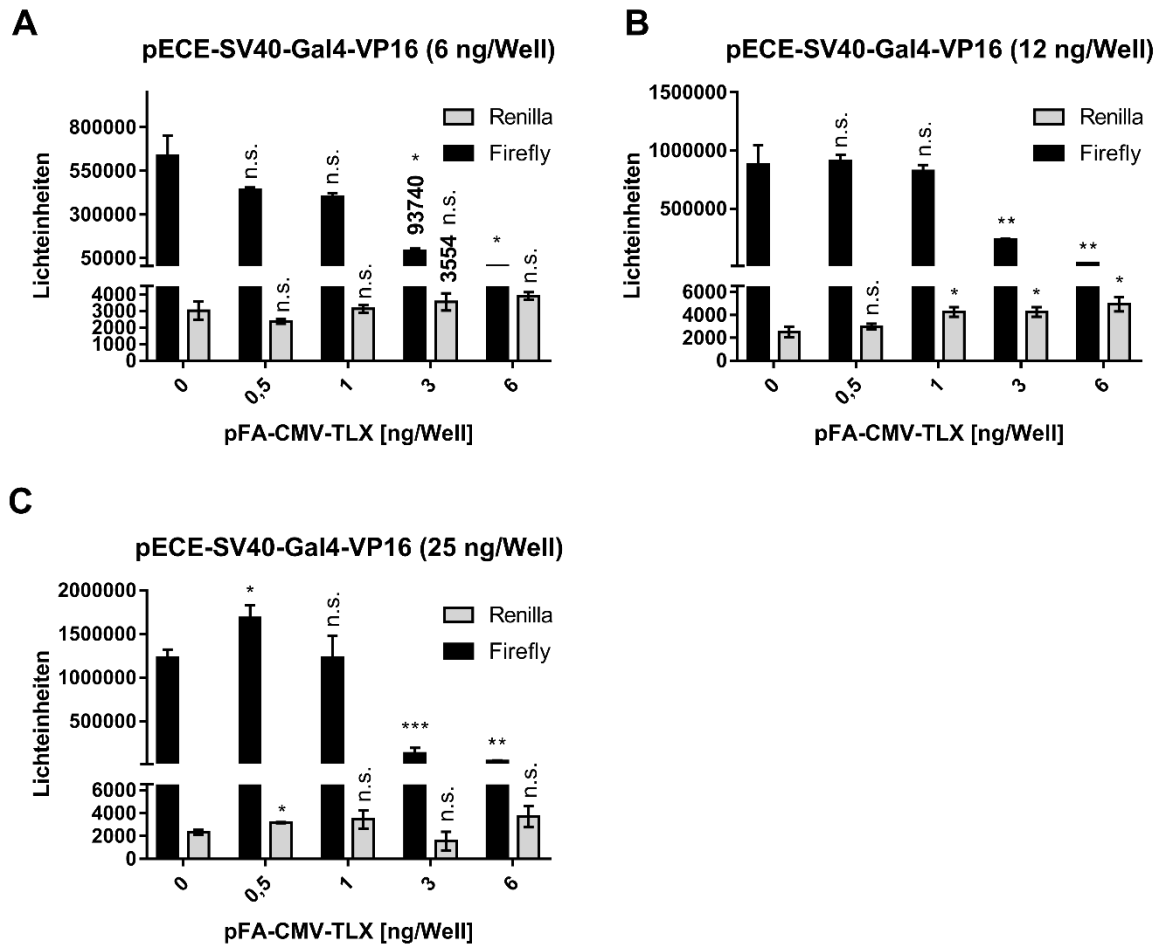 A
pECE-SV40-Gal4-VP16 (6 ng/Well)
Lichteinheiten
800000
550000
300000
50000
4000
3000
2000
1000
0
Renilla
Firefly
n.s.
n.s.
n.s.
n.s.
*
93740
3554 n.s.
*
n.s.
0
0,5
1
3
6
pFA-CMV-TLX [ng/Well]
B
pECE-SV40-Gal4-VP16 (12 ng/Well)
Lichteinheiten
1500000
1000000
500000
6000
4000
2000
0
Renilla
Firefly
n.s.
n.s.
n.s.
*
**
*
**
*
0
0,5
1
3
6
pFA-CMV-TLX [ng/Well]
C
pECE-SV40-Gal4-VP16 (25 ng/Well)
Lichteinheiten
2000000
1500000
1000000
500000
6000
4000
2000
0
Renilla
Firefly
*
*
n.s.
n.s.
***
n.s.
**
n.s.
0
0,5
1
3
6
pFA-CMV-TLX [ng/Well]